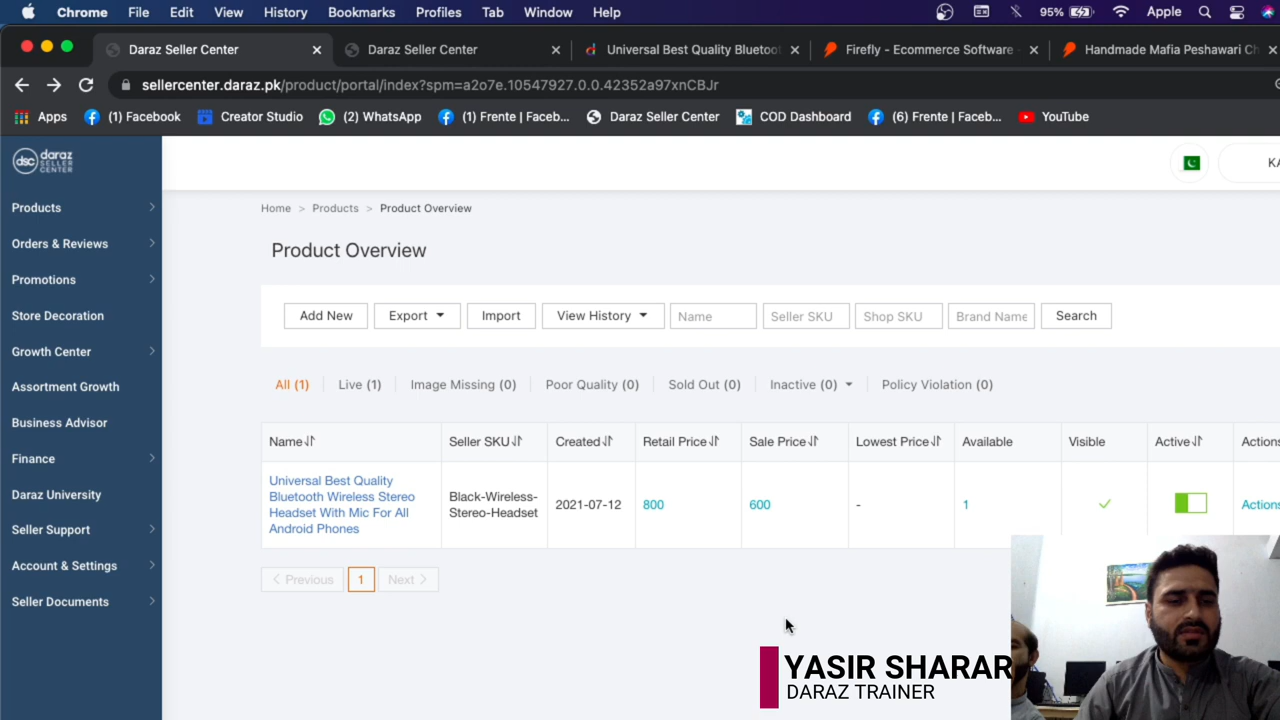 Chrome File Edit View History Bookmarks Profiles Tab Window Help 95% Apple
Daraz Seller Center Daraz Seller Center Universal Best Quality Bluetoo Firefly - Ecommerce Software - Handmade Mafia Peshawari Ch
sellercenter.daraz.pk/product/portal/index?spm=a2o7e.10547927.0.0.42352a97xnCBJr
Apps (1) Facebook Creator Studio (2) WhatsApp (1) Frente | Faceb... Daraz Seller Center COD Dashboard (6) Frente | Faceb... YouTube
dsc daraz
SELLER
CENTER
KA
Products
Orders & Reviews
Promotions
Store Decoration
Growth Center
Assortment Growth
Business Advisor
Finance
Daraz University
Seller Support
Account & Settings
Seller Documents
Home > Products > Product Overview
Product Overview
Add New Export Import View History Name Seller SKU Shop SKU Brand Name Search
All (1) Live (1) Image Missing (0) Poor Quality (0) Sold Out (0) Inactive (0) Policy Violation (0)
Name Seller SKU Created Retail Price Sale Price Lowest Price Available Visible Active Actions
Universal Best Quality
Bluetooth Wireless Stereo
Headset With Mic For All
Android Phones
Black-Wireless-
Stereo-Headset
2021-07-12 800 600 - 1 Actions
< Previous 1 Next >
YASIR SHARAR
DARAZ TRAINER